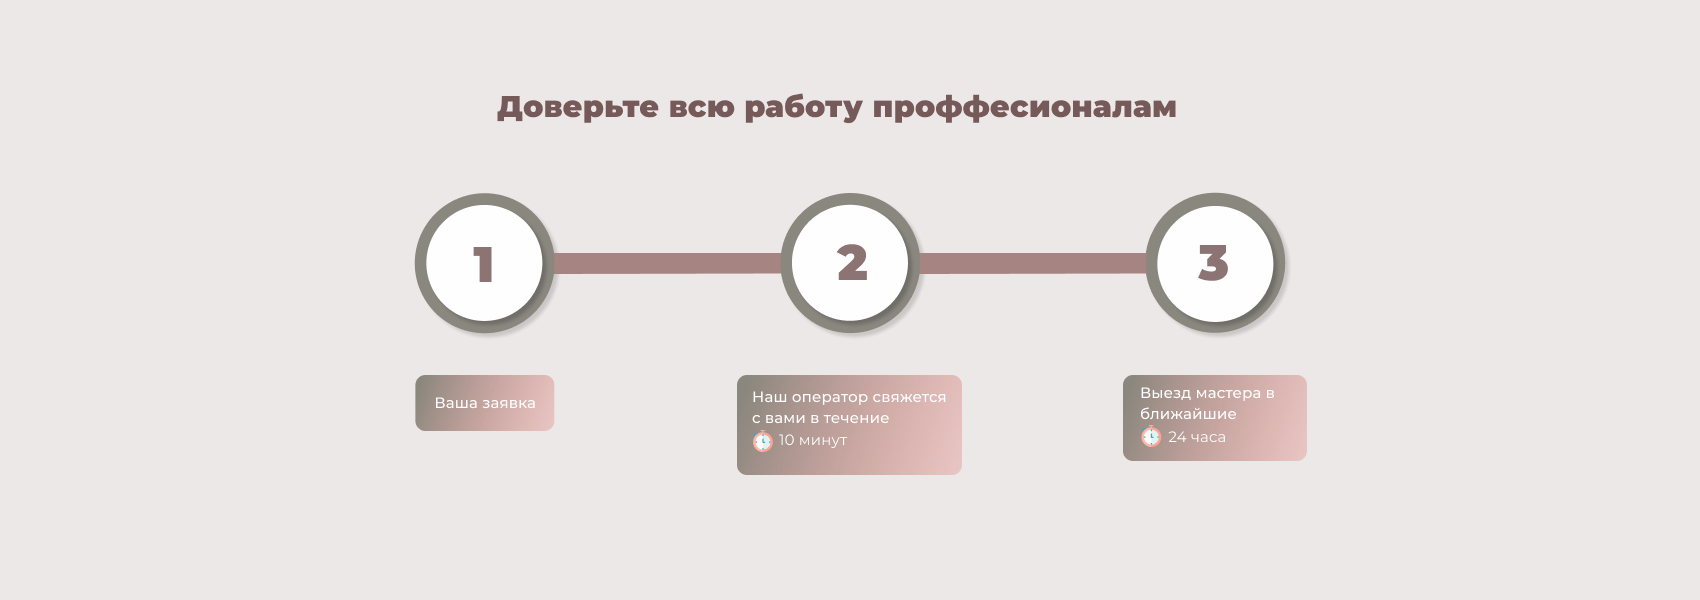 Доверьте всю работу проффесионалам
1
2
3
Ваша заявка
Наш оператор свяжется
с вами в течение
10 минут
Выезд мастера в
ближайшие
24 часа